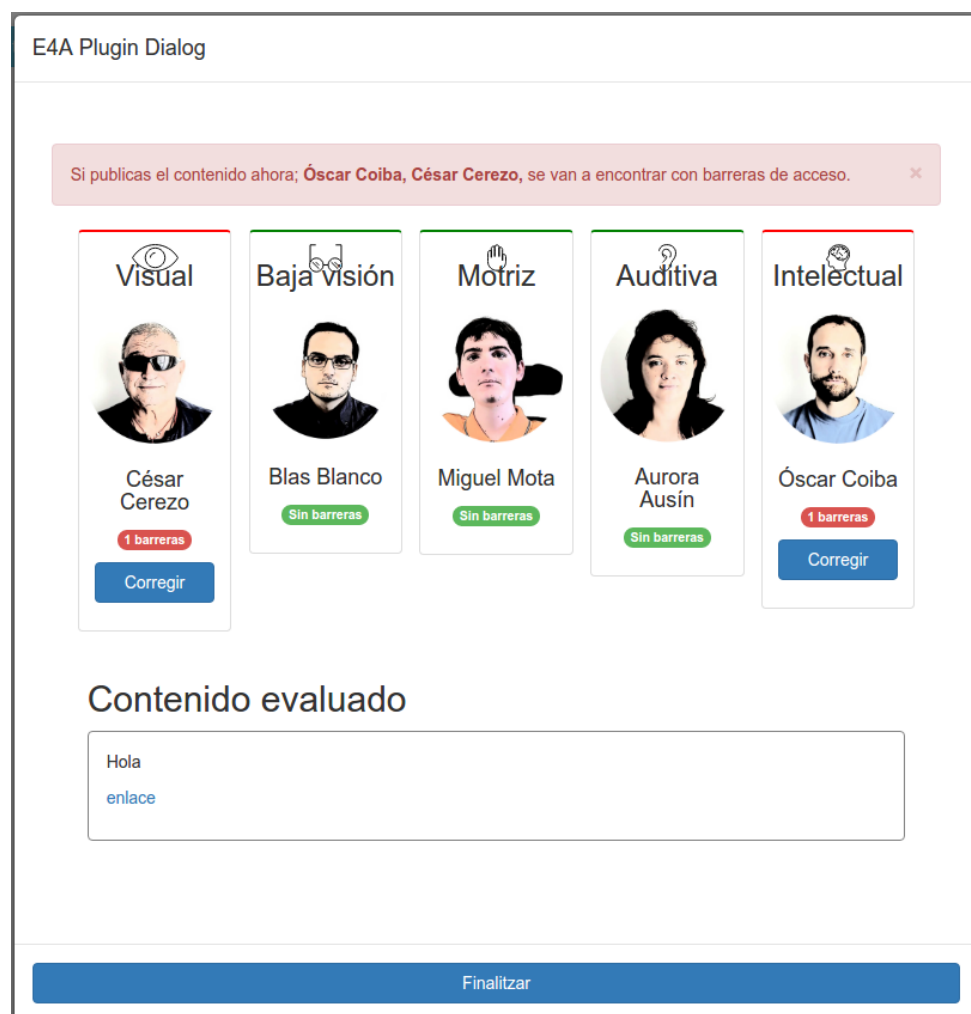 E4A Plugin Dialog
Si publicas el contenido ahora; Óscar Coiba, César Cerezo, se van a encontrar con barreras de acceso. ×
Visual
César
Cerezo
1 barreras
Corregir
Baja visión
Blas Blanco
Sin barreras
Motriz
Miguel Mota
Sin barreras
Auditiva
Aurora
Ausín
Sin barreras
Intelectual
Óscar Coiba
1 barreras
Corregir
Contenido evaluado
Hola
enlace
Finalitzar